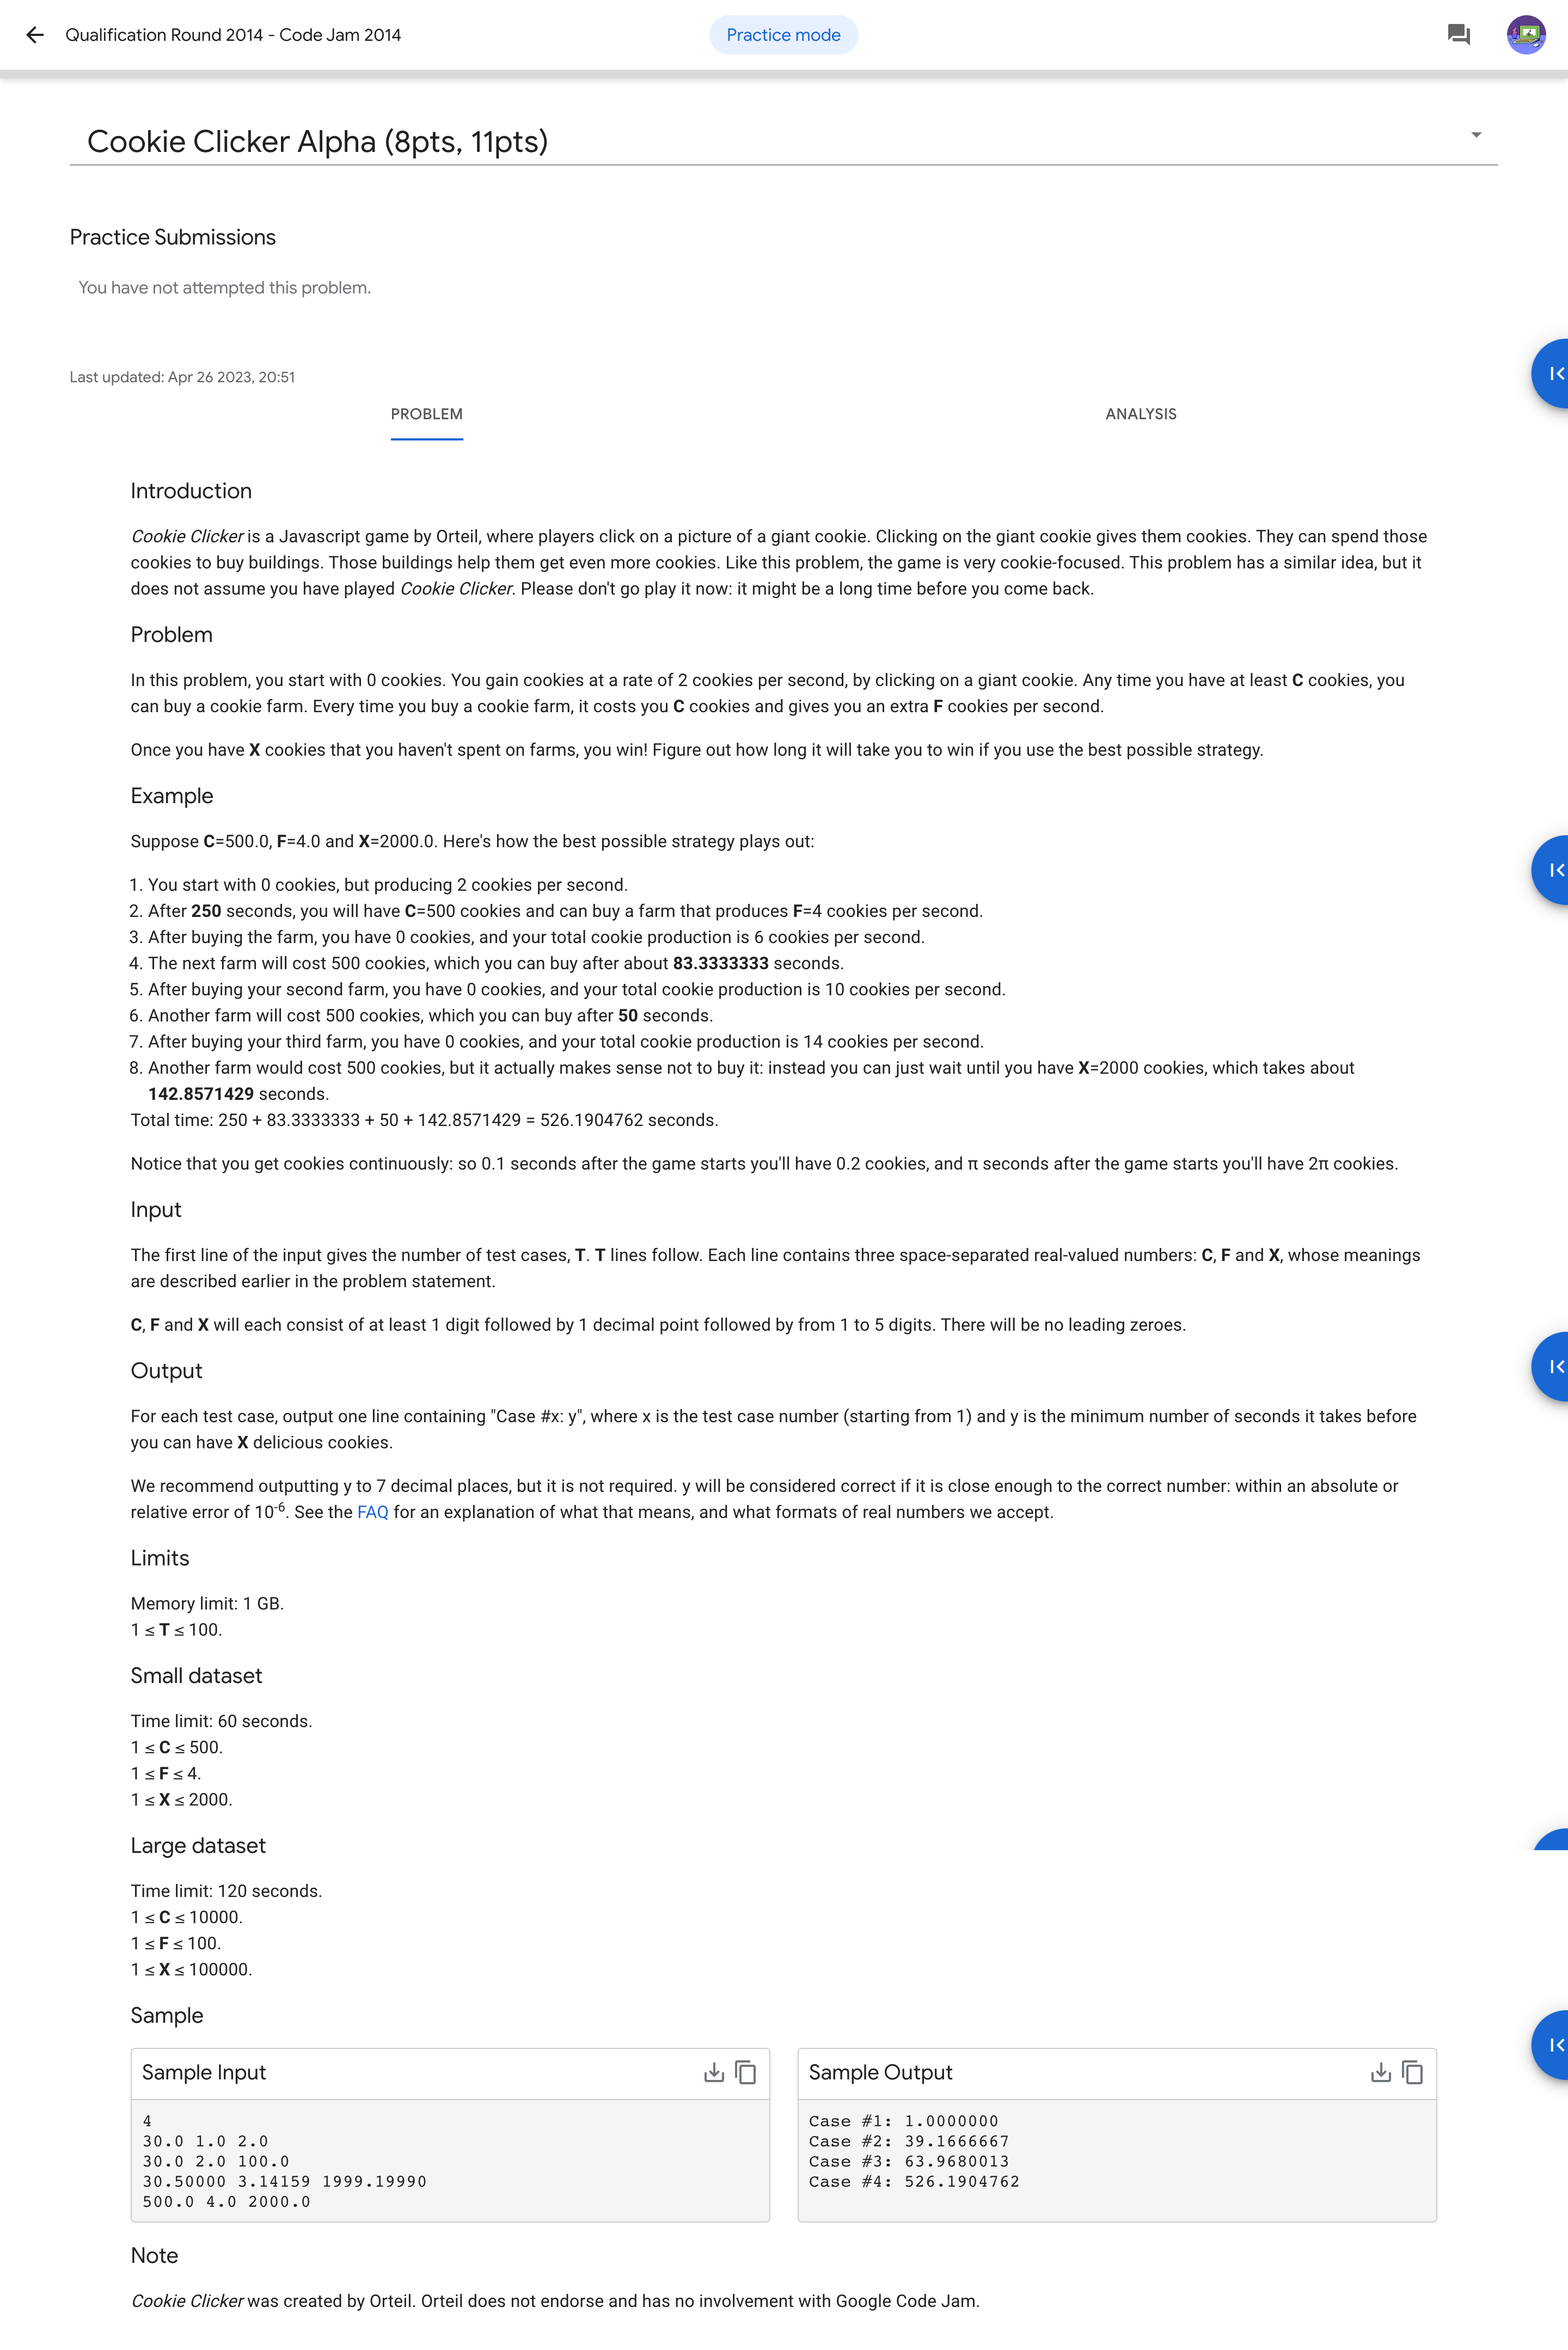 Qualification Round 2014 - Code Jam 2014
Practice mode
Cookie Clicker Alpha (8pts, 11pts)
Practice Submissions
You have not attempted this problem.
Last updated: Apr 26 2023, 20:51
PROBLEM
ANALYSIS
Introduction
Cookie Clicker is a Javascript game by Orteil, where players click on a picture of a giant cookie. Clicking on the giant cookie gives them cookies. They can spend those
cookies to buy buildings. Those buildings help them get even more cookies. Like this problem, the game is very cookie-focused. This problem has a similar idea, but it
does not assume you have played Cookie Clicker. Please don't go play it now: it might be a long time before you come back.
Problem
In this problem, you start with 0 cookies. You gain cookies at a rate of 2 cookies per second, by clicking on a giant cookie. Any time you have at least C cookies, you
can buy a cookie farm. Every time you buy a cookie farm, it costs you C cookies and gives you an extra F cookies per second.
Once you have X cookies that you haven't spent on farms, you win! Figure out how long it will take you to win if you use the best possible strategy.
Example
Suppose C=500.0, F=4.0 and X=2000.0. Here's how the best possible strategy plays out:
1. You start with 0 cookies, but producing 2 cookies per second.
2. After 250 seconds, you will have C=500 cookies and can buy a farm that produces F=4 cookies per second.
3. After buying the farm, you have 0 cookies, and your total cookie production is 6 cookies per second.
4. The next farm will cost 500 cookies, which you can buy after about 83.3333333 seconds.
5. After buying your second farm, you have 0 cookies, and your total cookie production is 10 cookies per second.
6. Another farm will cost 500 cookies, which you can buy after 50 seconds.
7. After buying your third farm, you have 0 cookies, and your total cookie production is 14 cookies per second.
8. Another farm would cost 500 cookies, but it actually makes sense not to buy it: instead you can just wait until you have X=2000 cookies, which takes about
142.8571429 seconds.
Total time: 250 + 83.3333333 + 50 + 142.8571429 = 526.1904762 seconds.
Notice that you get cookies continuously: so 0.1 seconds after the game starts you'll have 0.2 cookies, and π seconds after the game starts you'll have 2π cookies.
Input
The first line of the input gives the number of test cases, T. T lines follow. Each line contains three space-separated real-valued numbers: C, F and X, whose meanings
are described earlier in the problem statement.
C, F and X will each consist of at least 1 digit followed by 1 decimal point followed by from 1 to 5 digits. There will be no leading zeroes.
Output
For each test case, output one line containing "Case #x: y", where x is the test case number (starting from 1) and y is the minimum number of seconds it takes before
you can have X delicious cookies.
We recommend outputting y to 7 decimal places, but it is not required. y will be considered correct if it is close enough to the correct number: within an absolute or
relative error of 10-6. See the FAQ for an explanation of what that means, and what formats of real numbers we accept.
Limits
Memory limit: 1 GB.
1 ≤ T ≤ 100.
Small dataset
Time limit: 60 seconds.
1 ≤ C ≤ 500.
1 ≤ F ≤ 4.
1 ≤ X ≤ 2000.
Large dataset
Time limit: 120 seconds.
1 ≤ C ≤ 10000.
1 ≤ F ≤ 100.
1 ≤ X ≤ 100000.
Sample
Sample Input
4
30.0 1.0 2.0
30.0 2.0 100.0
30.50000 3.14159 1999.19990
500.0 4.0 2000.0
Sample Output
Case #1: 1.0000000
Case #2: 39.1666667
Case #3: 63.9680013
Case #4: 526.1904762
Note
Cookie Clicker was created by Orteil. Orteil does not endorse and has no involvement with Google Code Jam.